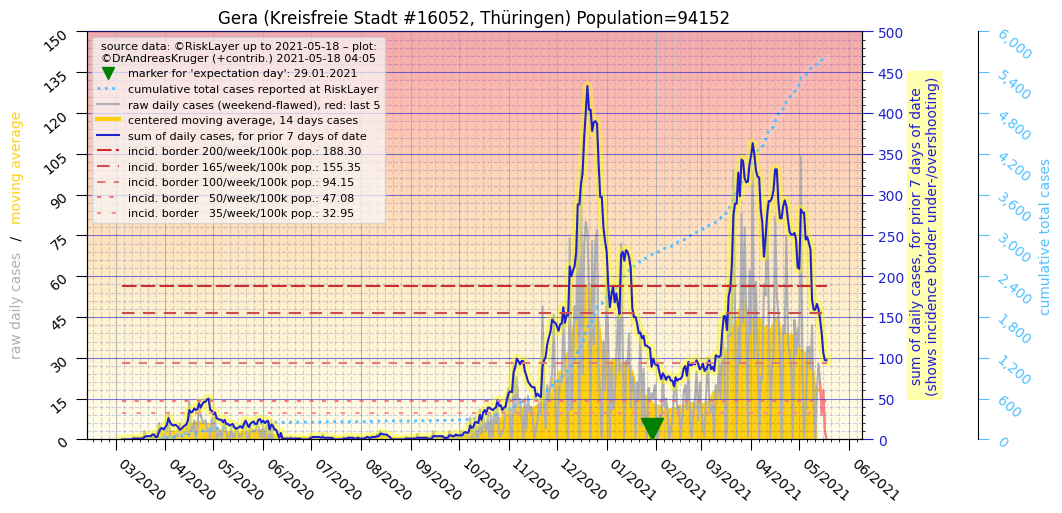 Gera (Kreisfreie Stadt #16052, Thüringen) Population=94152
source data: ©RiskLayer up to 2021-05-18 – plot:
©DrAndreasKruger (+contrib.) 2021-05-18 04:05
marker for 'expectation day': 29.01.2021
cumulative total cases reported at RiskLayer
raw daily cases (weekend-flawed), red: last 5
centered moving average, 14 days cases
sum of daily cases, for prior 7 days of date
incid. border 200/week/100k pop.: 188.30
incid. border 165/week/100k pop.: 155.35
incid. border 100/week/100k pop.: 94.15
incid. border   50/week/100k pop.: 47.08
incid. border   35/week/100k pop.: 32.95
raw daily cases   /   moving average
150
135
120
105
90
75
60
45
30
15
0
03/2020
04/2020
05/2020
06/2020
07/2020
08/2020
09/2020
10/2020
11/2020
12/2020
01/2021
02/2021
03/2021
04/2021
05/2021
06/2021
500
450
400
350
300
250
200
150
100
50
0
sum of daily cases, for prior 7 days of date
(shows incidence border under-/overshooting)
6,000
5,400
4,800
4,200
3,600
3,000
2,400
1,800
1,200
600
0
cumulative total cases